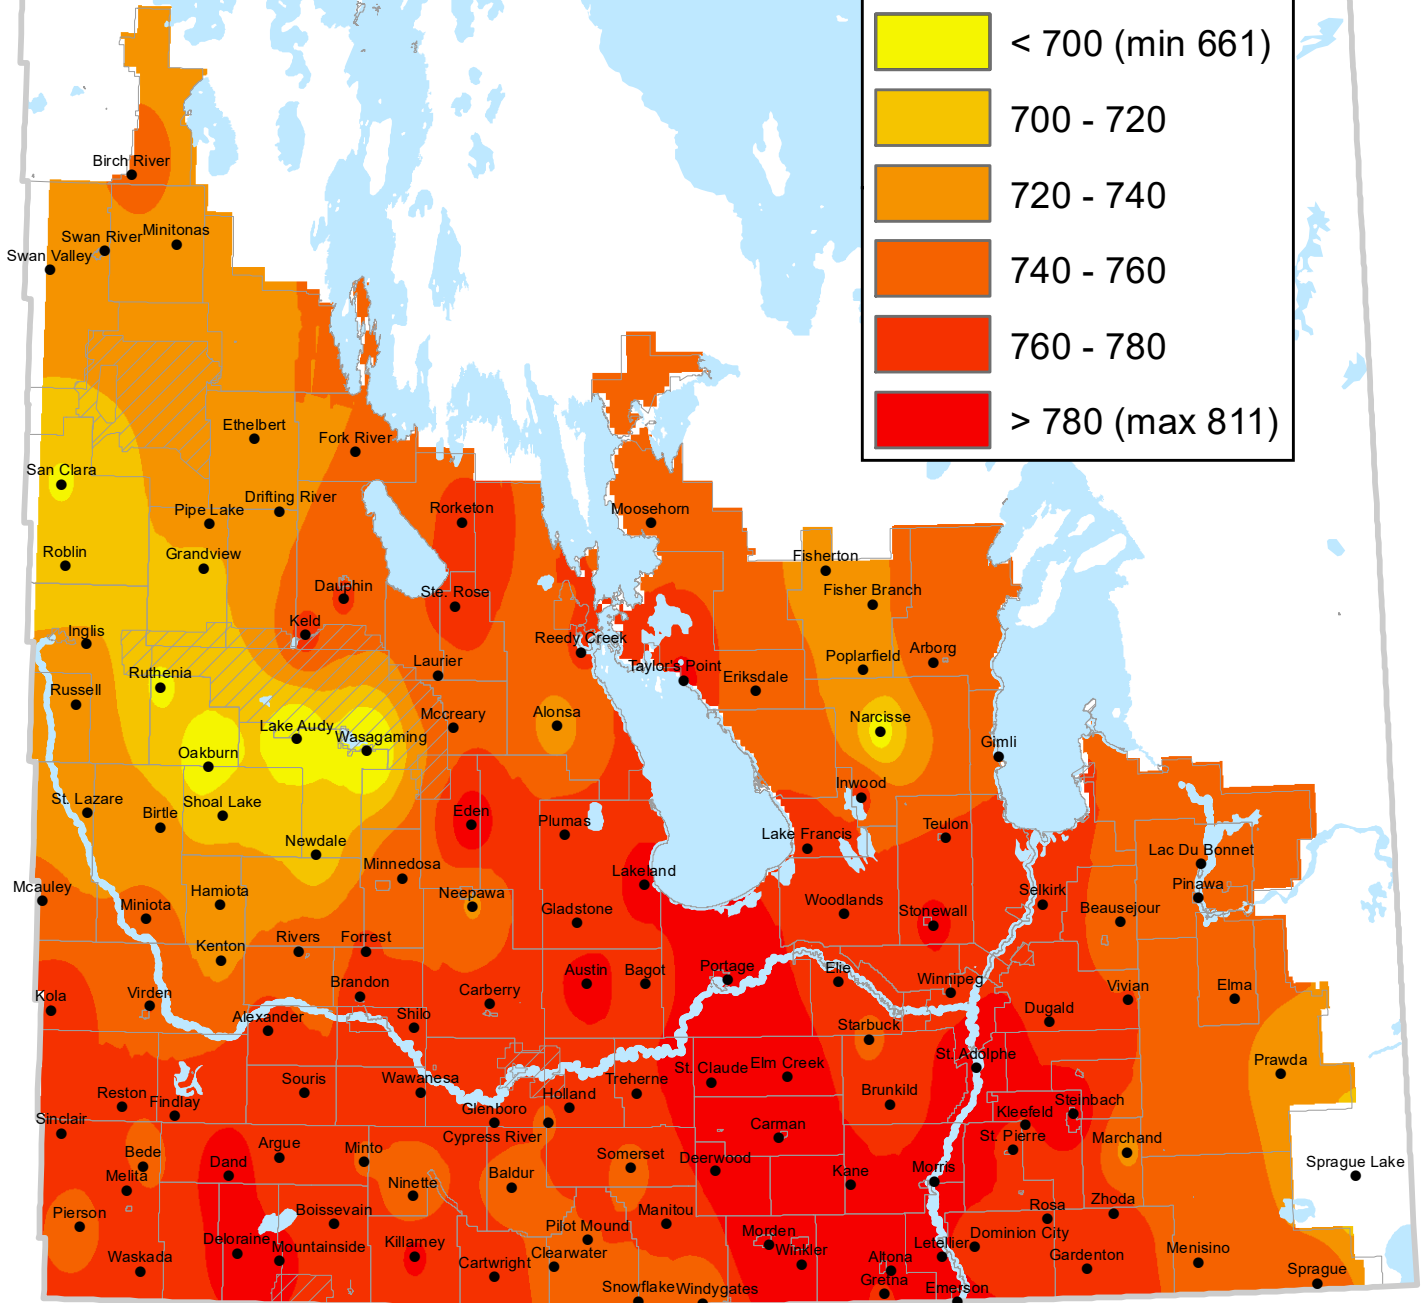 < 700 (min 661)
700 - 720
720 - 740
740 - 760
760 - 780
> 780 (max 811)
Birch River
Swan River
Minitonas
Swan Valley
Ethelbert
Fork River
San Clara
Drifting River
Pipe Lake
Rorketon
Moosehorn
Roblin
Grandview
Fisherton
Dauphin
Ste. Rose
Fisher Branch
Keld
Inglis
Reedy Creek
Laurier
Taylor's Point
Eriksdale
Poplarfield
Arborg
Ruthenia
Russell
Mccreary
Alonsa
Narcisse
Lake Audy
Wasagaming
Oakburn
Gimli
Inwood
St. Lazare
Birtle
Shoal Lake
Eden
Plumas
Lake Francis
Teulon
Newdale
Minnedosa
Lakeland
Lac Du Bonnet
Mcauley
Miniota
Hamiota
Neepawa
Gladstone
Woodlands
Stonewall
Selkirk
Beausejour
Pinawa
Kenton
Rivers
Forrest
Austin
Bagot
Portage
Elie
Winnipeg
Kola
Virden
Brandon
Carberry
Vivian
Elma
Alexander
Shilo
Starbuck
Dugald
Souris
Wawanesa
Treherne
St. Claude
Elm Creek
St. Adolphe
Prawda
Reston
Findlay
Glenboro
Holland
Brunkild
Kleefeld
Steinbach
Sinclair
Cypress River
Carman
St. Pierre
Marchand
Bede
Dand
Argue
Minto
Somerset
Deerwood
Kane
Morris
Sprague Lake
Melita
Ninette
Baldur
Pierson
Boissevain
Pilot Mound
Manitou
Rosa
Zhoda
Deloraine
Mountainside
Killarney
Clearwater
Morden
Winkler
Letellier
Dominion City
Waskada
Cartwright
Altona
Gardenton
Menisino
Snowflake
Windygates
Gretna
Emerson
Sprague